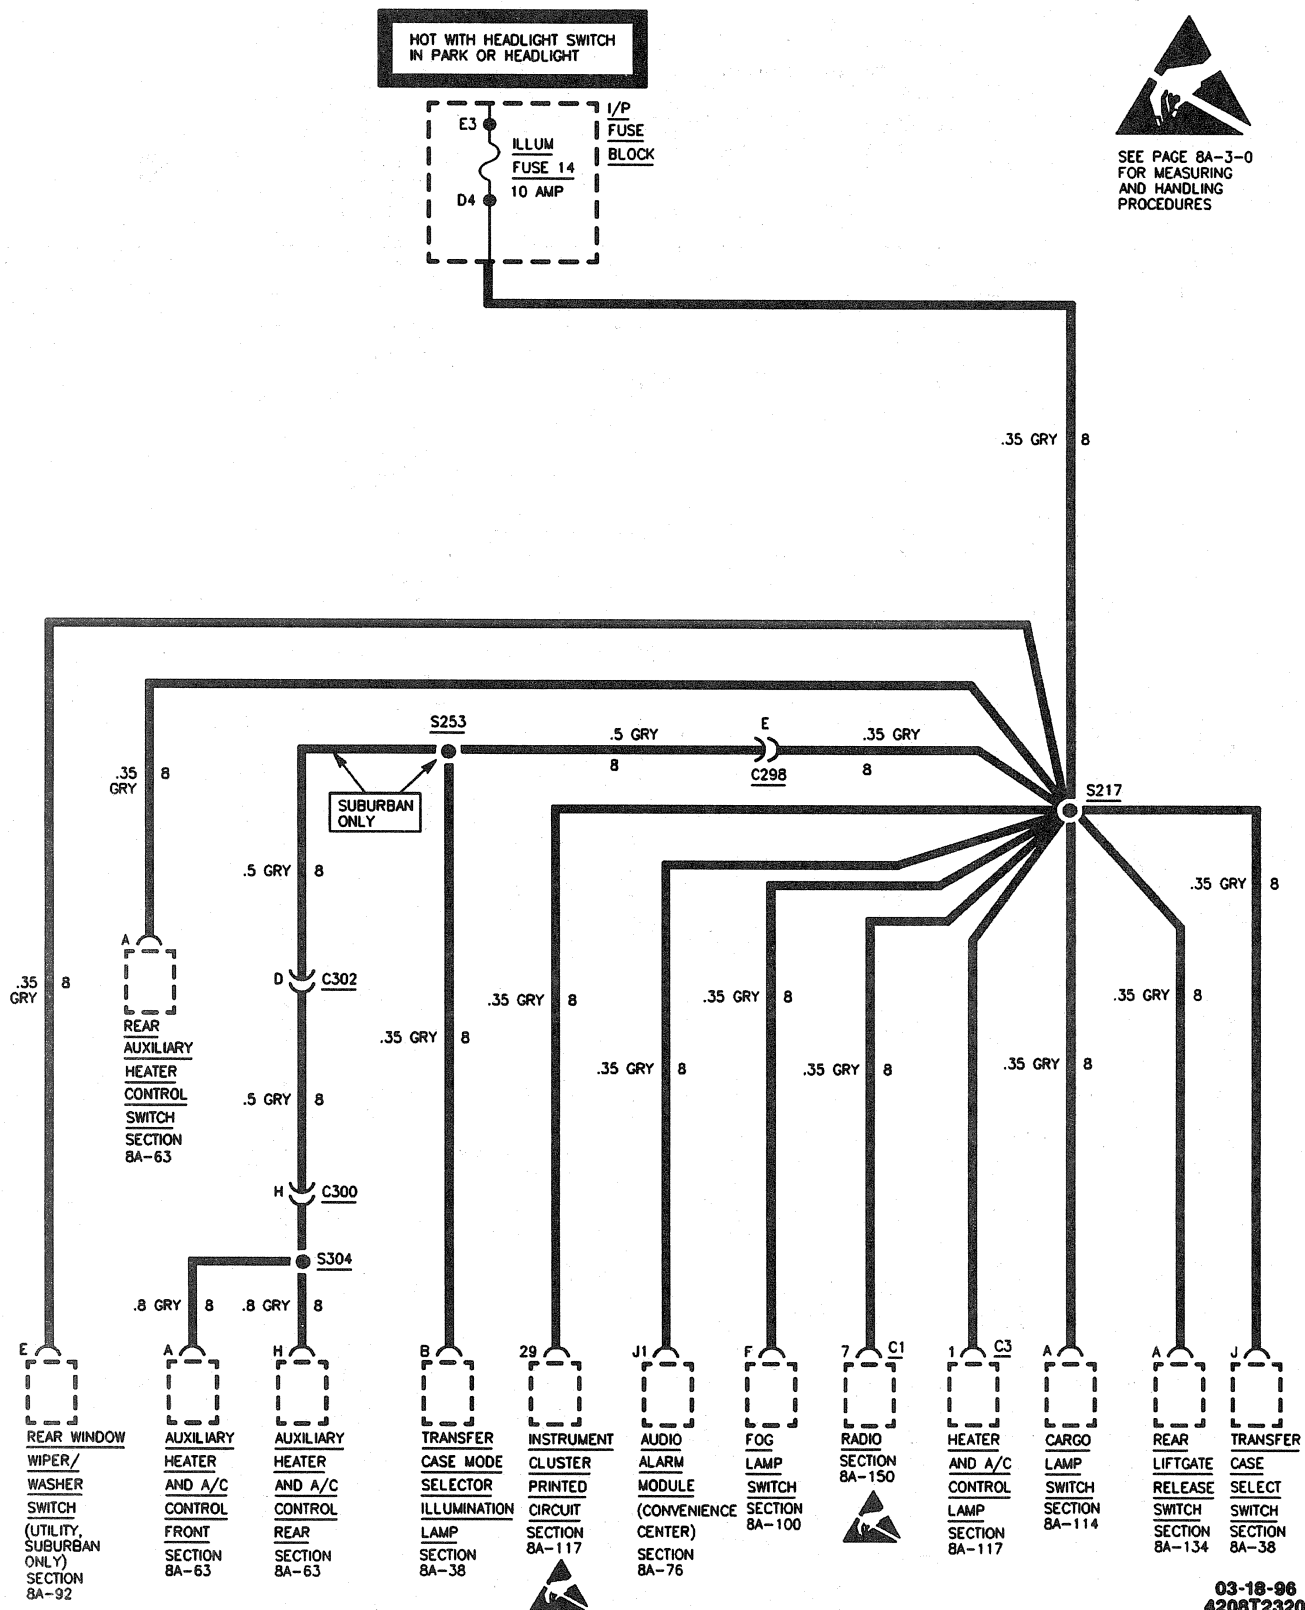 HOT WITH HEADLIGHT SWITCH
IN PARK OR HEADLIGHT
E3
ILLUM
FUSE 14
10 AMP
D4
I/P
FUSE
BLOCK
SEE PAGE 8A-3-0
FOR MEASURING
AND HANDLING
PROCEDURES
.35 GRY 8
S253
.5 GRY
8
E
C298
.35 GRY
8
S217
.35
GRY
8
SUBURBAN
ONLY
.5 GRY 8
.35 GRY 8
A
D C302
.35
GRY
8
.35 GRY 8
.35 GRY 8
.35 GRY 8
.35 GRY 8
.35 GRY 8
.35 GRY 8
.35 GRY 8
REAR
AUXILIARY
HEATER
CONTROL
SWITCH
SECTION
8A-63
.5 GRY 8
H C300
S304
.8 GRY 8
.8 GRY 8
E
A
H
B
29
J1
F
7 C1
1 C3
A
A
J
REAR WINDOW
WIPER/
WASHER
SWITCH
(UTILITY,
SUBURBAN
ONLY)
SECTION
8A-92
AUXILIARY
HEATER
AND A/C
CONTROL
FRONT
SECTION
8A-63
AUXILIARY
HEATER
AND A/C
CONTROL
REAR
SECTION
8A-63
TRANSFER
CASE MODE
SELECTOR
ILLUMINATION
LAMP
SECTION
8A-38
INSTRUMENT
CLUSTER
PRINTED
CIRCUIT
SECTION
8A-117
AUDIO
ALARM
MODULE
(CONVENIENCE
CENTER)
SECTION
8A-76
FOG
LAMP
SWITCH
SECTION
8A-100
RADIO
SECTION
8A-150
HEATER
AND A/C
CONTROL
LAMP
SECTION
8A-117
CARGO
LAMP
SWITCH
SECTION
8A-114
REAR
LIFTGATE
RELEASE
SWITCH
SECTION
8A-134
TRANSFER
CASE
SELECT
SWITCH
SECTION
8A-38
03-18-96
4208T2320